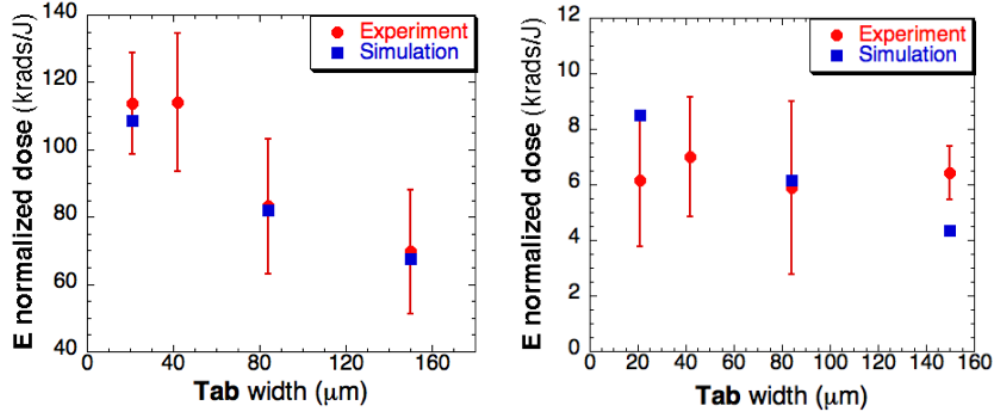 140
120
100
80
60
40
0 40 80 120 160
E normalized dose (krads/J)
Tab width (μm)
Experiment
Simulation
12
10
8
6
4
2
0
0 20 40 60 80 100 120 140 160
E normalized dose (krads/J)
Tab width (μm)
Experiment
Simulation